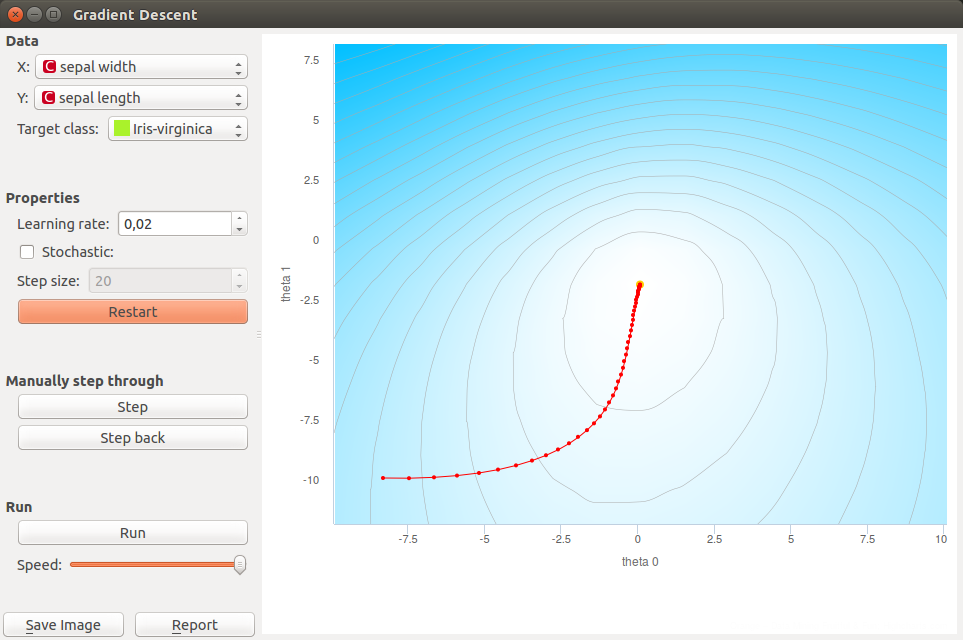 Gradient Descent
Data
X: C sepal width
Y: C sepal length
Target class: Iris-virginica
Properties
Learning rate: 0,02
Stochastic:
Step size: 20
Restart
Manually step through
Step
Step back
Run
Run
Speed:
Save Image Report
7.5
5
2.5
0
-2.5
-5
-7.5
-10
theta 1
-7.5 -5 -2.5 0 2.5 5 7.5 10
theta 0